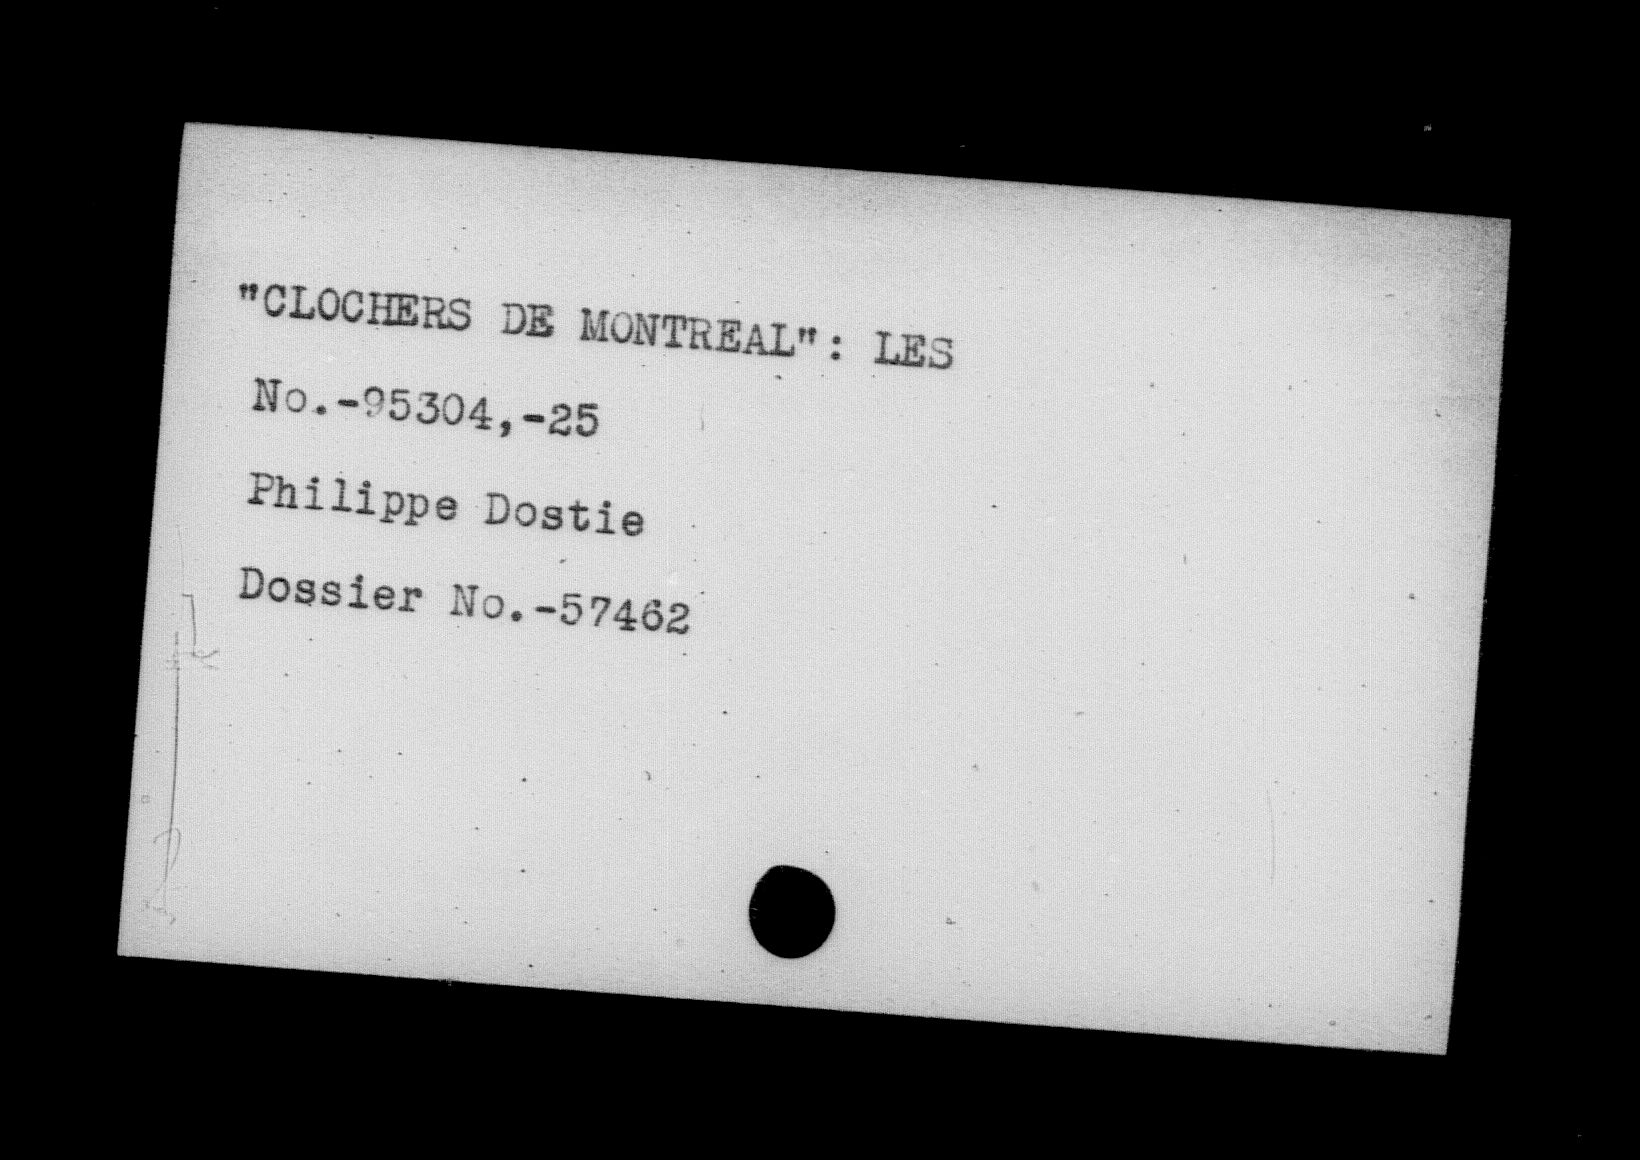 "CLOCHERS DE MONTREAL": LES
No.-95304,-25
Philippe Dostie
Dossier No.-57462